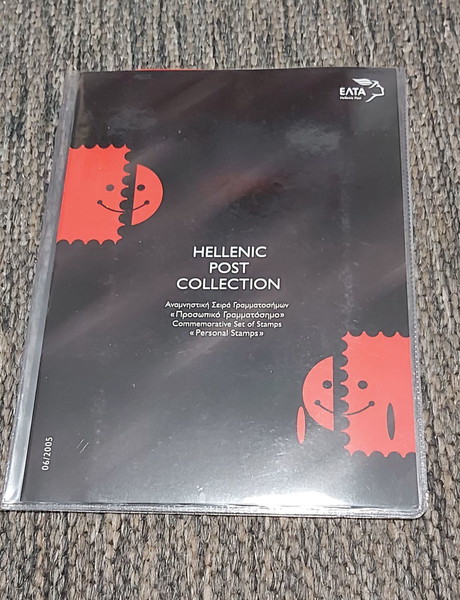 ΕΛΤΑ
Hellenic Post
HELLENIC
POST
COLLECTION
Αναμνηστική Σειρά Γραμματοσήμων
«Προσωπικό Γραμματόσημο»
Commemorative Set of Stamps
«Personal Stamps»
06/2005